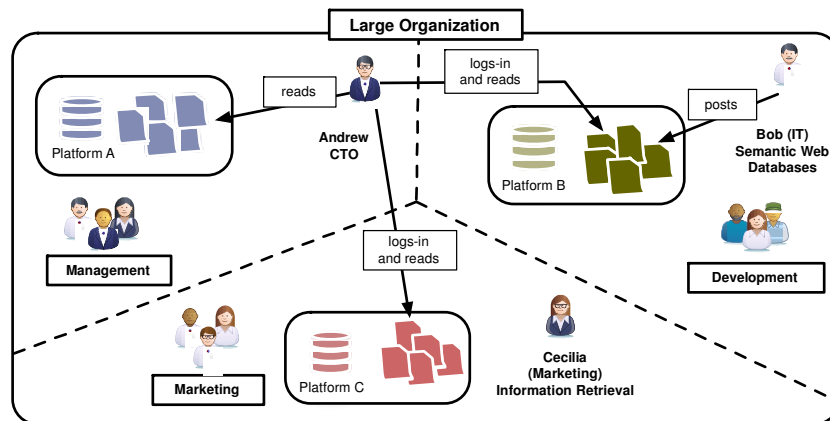 Large Organization
logs-in
and reads
reads
posts
Platform A
Andrew
CTO
Bob (IT)
Semantic Web
Databases
Platform B
logs-in
and reads
Management
Development
Cecilia
(Marketing)
Information Retrieval
Marketing
Platform C